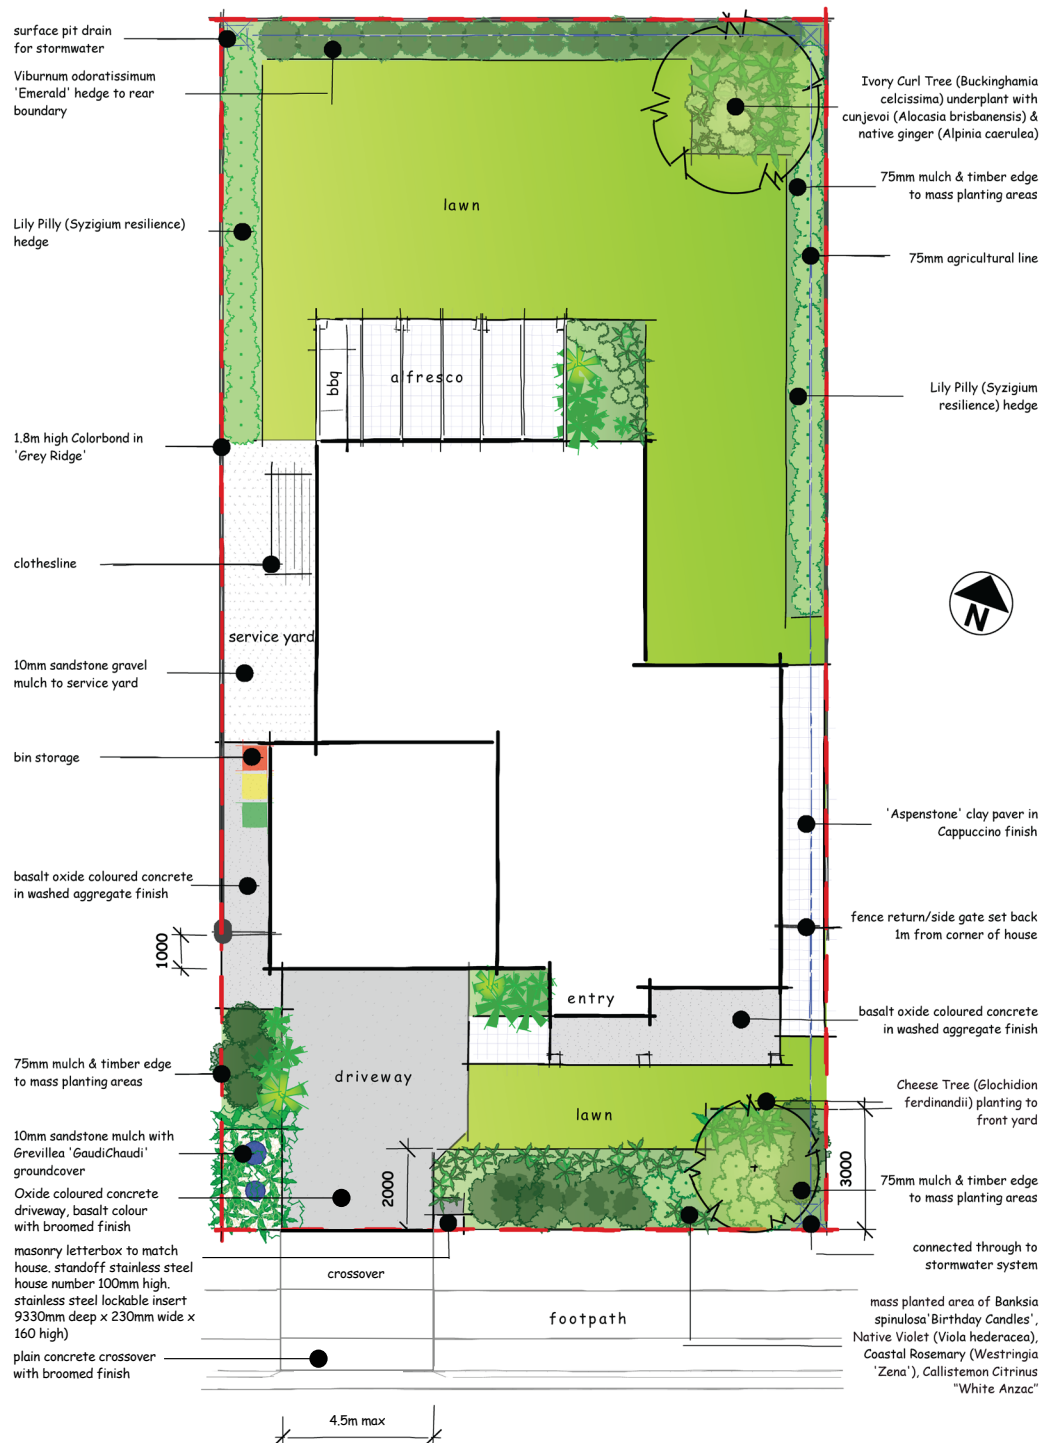 surface pit drain
for stormwater
Viburnum odoratissimum
'Emerald' hedge to rear
boundary
Lily Pilly (Syzigium resilience)
hedge
1.8m high Colorbond in
'Grey Ridge'
clothesline
10mm sandstone gravel
mulch to service yard
bin storage
basalt oxide coloured concrete
in washed aggregate finish
1000
75mm mulch & timber edge
to mass planting areas
10mm sandstone mulch with
Grevillea 'GaudiChaudi'
groundcover
Oxide coloured concrete
driveway, basalt colour
with broomed finish
masonry letterbox to match
house. standoff stainless steel
house number 100mm high.
stainless steel lockable insert
9330mm deep x 230mm wide x
160 high)
plain concrete crossover
with broomed finish
lawn
bbq
alfresco
service yard
entry
driveway
lawn
2000
3000
crossover
footpath
4.5m max
Ivory Curl Tree (Buckinghamia
celcissima) underplant with
cunjevoi (Alocasia brisbanensis) &
native ginger (Alpinia caerulea)
75mm mulch & timber edge
to mass planting areas
75mm agricultural line
Lily Pilly (Syzigium
resilience) hedge
N
'Aspenstone' clay paver in
Cappuccino finish
fence return/side gate set back
1m from corner of house
basalt oxide coloured concrete
in washed aggregate finish
Cheese Tree (Glochidion
ferdinandii) planting to
front yard
75mm mulch & timber edge
to mass planting areas
connected through to
stormwater system
mass planted area of Banksia
spinulosa'Birthday Candles',
Native Violet (Viola hederacea),
Coastal Rosemary (Westringia
'Zena'), Callistemon Citrinus
"White Anzac"